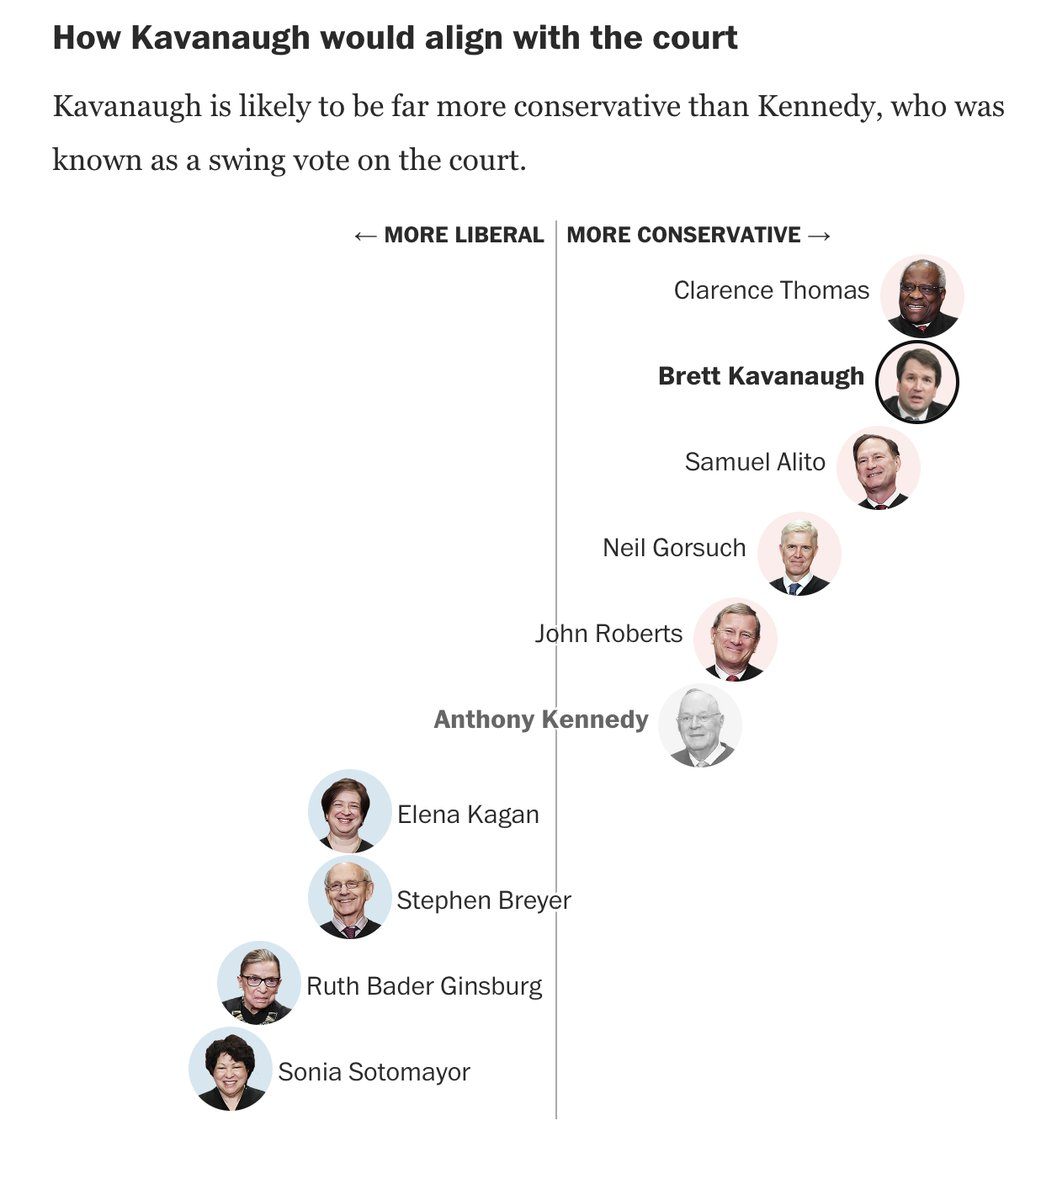 How Kavanaugh would align with the court
Kavanaugh is likely to be far more conservative than Kennedy, who was
known as a swing vote on the court.
← MORE LIBERAL MORE CONSERVATIVE →
Clarence Thomas
Brett Kavanaugh
Samuel Alito
Neil Gorsuch
John Roberts
Anthony Kennedy
Elena Kagan
Stephen Breyer
Ruth Bader Ginsburg
Sonia Sotomayor